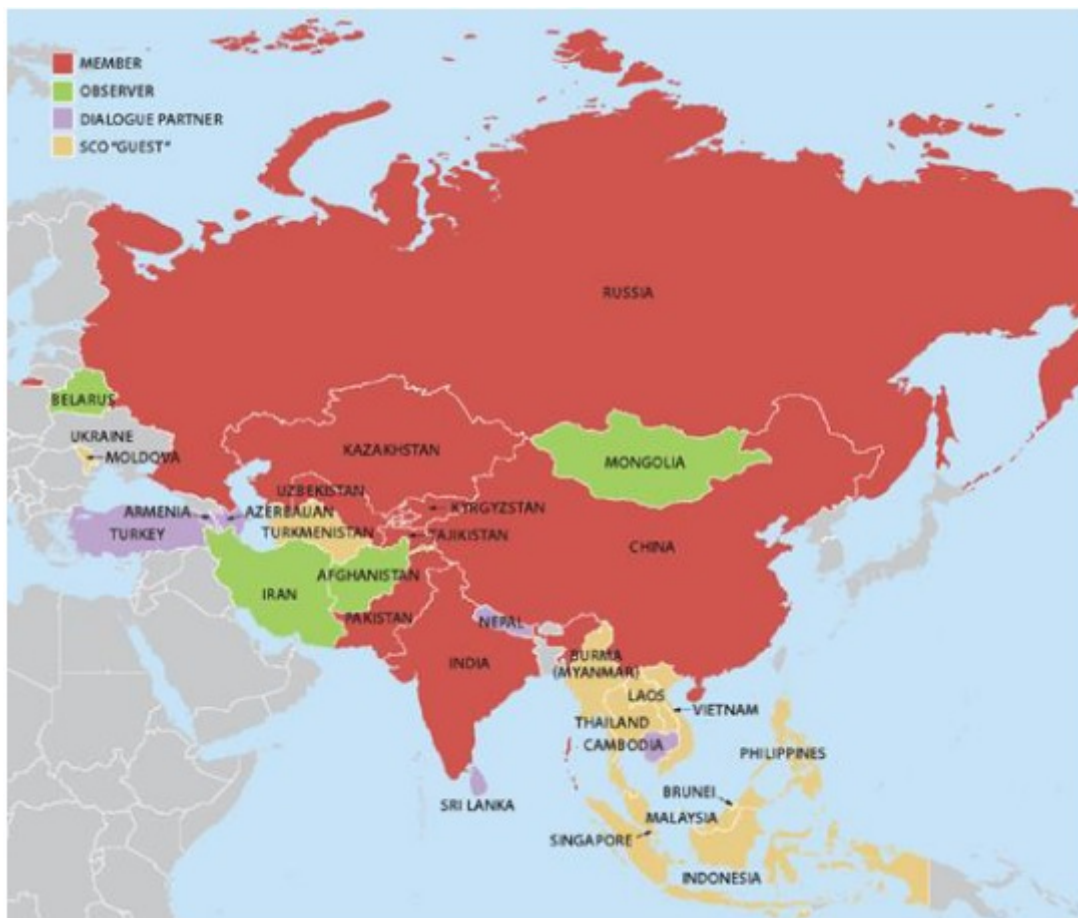 MEMBER
OBSERVER
DIALOGUE PARTNER
SCO "GUEST"
RUSSIA
BELARUS
UKRAINE
MOLDOVA
KAZAKHSTAN
MONGOLIA
UZBEKISTAN
KYRGYZSTAN
ARMENIA
AZERBAIJAN
TURKEY
TURKMENISTAN
TAJIKISTAN
CHINA
AFGHANISTAN
IRAN
PAKISTAN
NEPAL
INDIA
BURMA
(MYANMAR)
LAOS
VIETNAM
THAILAND
CAMBODIA
PHILIPPINES
SRI LANKA
BRUNEI
MALAYSIA
SINGAPORE
INDONESIA